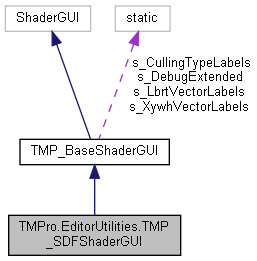 ShaderGUI
static
s_CullingTypeLabels
s_DebugExtended
s_LbrtVectorLabels
s_XywhVectorLabels
TMP_BaseShaderGUI
TMPro.EditorUtilities.TMP
_SDFShaderGUI